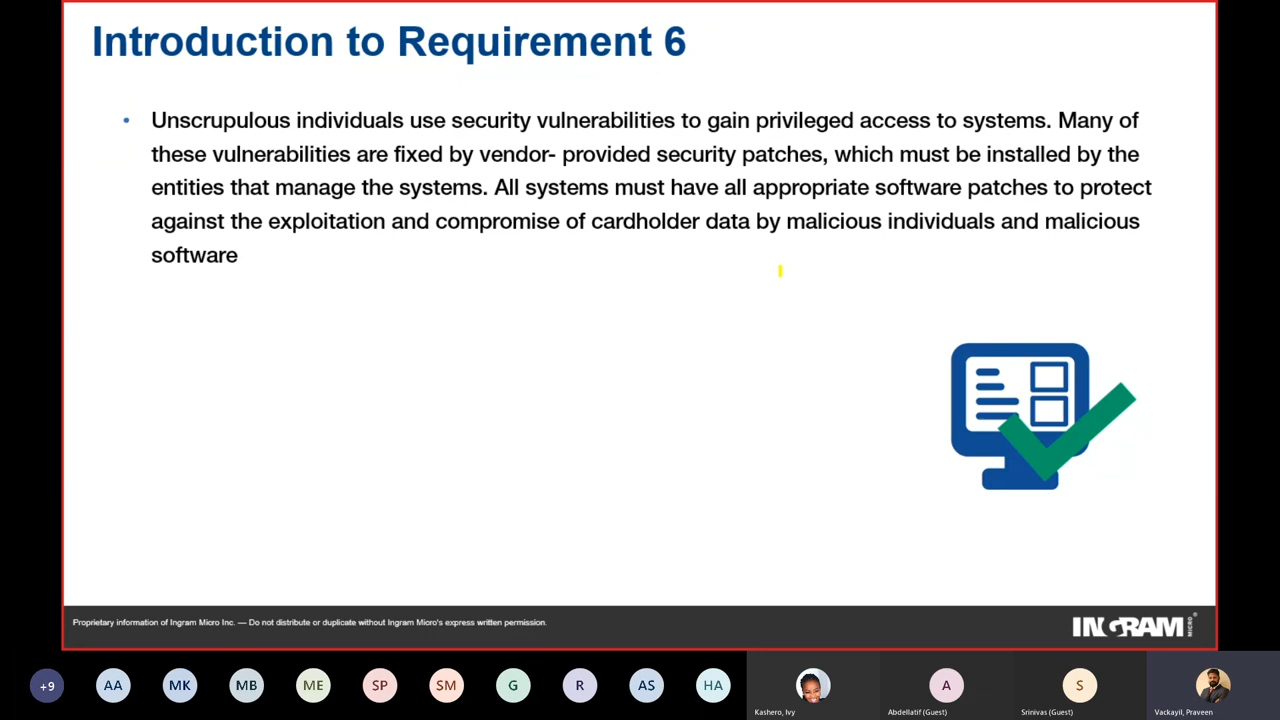 Introduction to Requirement 6
• Unscrupulous individuals use security vulnerabilities to gain privileged access to systems. Many of
these vulnerabilities are fixed by vendor- provided security patches, which must be installed by the
entities that manage the systems. All systems must have all appropriate software patches to protect
against the exploitation and compromise of cardholder data by malicious individuals and malicious
software
Proprietary information of Ingram Micro Inc. — Do not distribute or duplicate without Ingram Micro's express written permission.
INGRAM MICRO
+9 AA MK MB ME SP SM G R AS HA A S
Kashero, Ivy Abdellatif (Guest) Srinivas (Guest) Vackayil, Praveen